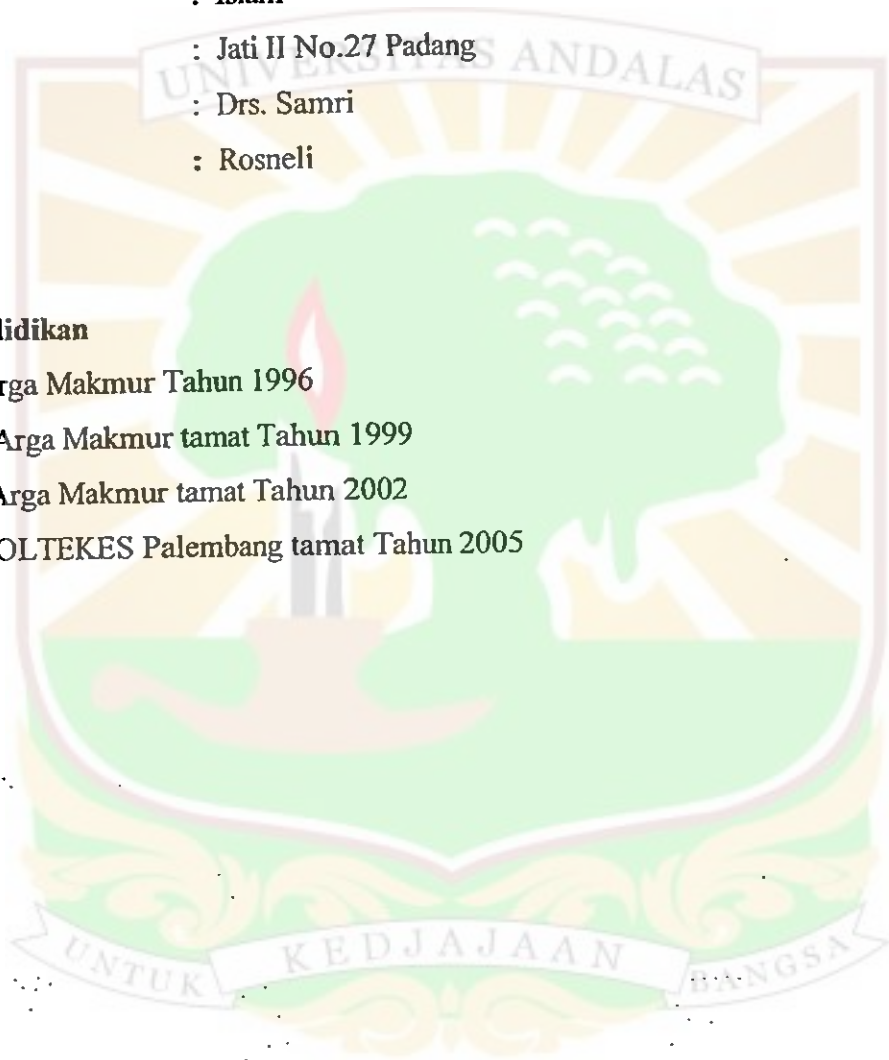 : Islam
: Jati II No.27 Padang
UNIVERSITAS ANDALAS
: Drs. Samri
: Rosneli
lidikan
rga Makmur Tahun 1996
Arga Makmur tamat Tahun 1999
Arga Makmur tamat Tahun 2002
OLTEKES Palembang tamat Tahun 2005
UNTUK KEDJAJAAN BANGSA